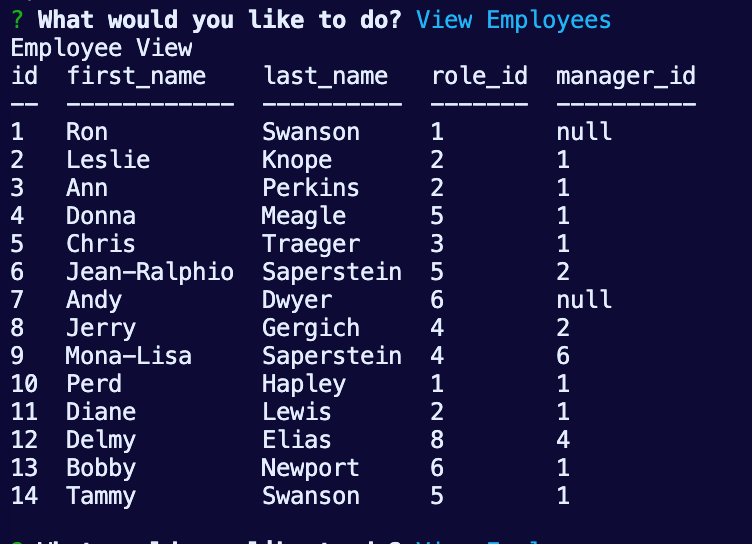 ? What would you like to do? View Employees
Employee View
id  first_name    last_name   role_id  manager_id
--  ------------  ----------  -------  ----------
1   Ron           Swanson     1        null
2   Leslie        Knope       2        1
3   Ann           Perkins     2        1
4   Donna         Meagle      5        1
5   Chris         Traeger     3        1
6   Jean-Ralphio  Saperstein  5        2
7   Andy          Dwyer       6        null
8   Jerry         Gergich     4        2
9   Mona-Lisa     Saperstein  4        6
10  Perd          Hapley      1        1
11  Diane         Lewis       2        1
12  Delmy         Elias       8        4
13  Bobby         Newport     6        1
14  Tammy         Swanson     5        1